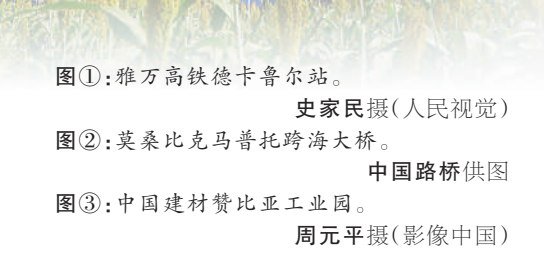 图①:雅万高铁德卡鲁尔站。
史家民摄(人民视觉)
图②:莫桑比克马普托跨海大桥。
中国路桥供图
图③:中国建材赞比亚工业园。
周元平摄(影像中国)